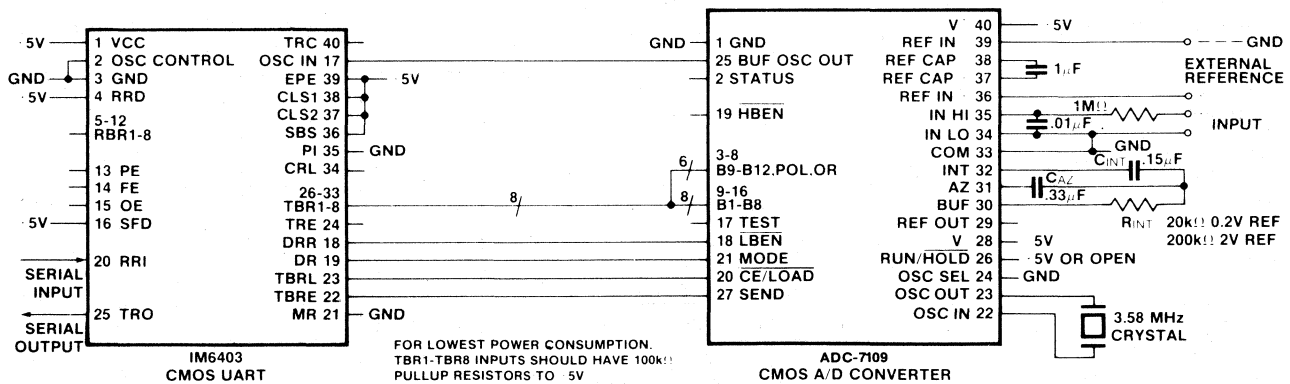 5V
1 VCC
TRC 40
2 OSC CONTROL
OSC IN 17
GND
3 GND
EPE 39
5V
5V
4 RRD
CLS1 38
5-12
RBR1-8
CLS2 37
SBS 36
PI 35
GND
13 PE
CRL 34
14 FE
26-33
TBR1-8
8
15 OE
5V
16 SFD
TRE 24
DRR 18
20 RRI
DR 19
SERIAL
INPUT
TBRL 23
TBRE 22
25 TRO
MR 21
GND
SERIAL
OUTPUT
IM6403
CMOS UART
FOR LOWEST POWER CONSUMPTION.
TBR1-TBR8 INPUTS SHOULD HAVE 100kΩ
PULLUP RESISTORS TO 5V
V 40
5V
GND
1 GND
REF IN 39
GND
25 BUF OSC OUT
REF CAP 38
EXTERNAL
REFERENCE
2 STATUS
REF CAP 37
1μF
REF IN 36
19 HBEN
IN HI 35
1MΩ
.01μF
INPUT
IN LO 34
3-8
B9-B12.POL.OR
6
COM 33
GND
INT 32
CINT .15μF
9-16
B1-B8
8
AZ 31
CAZ
.33μF
BUF 30
17 TEST
REF OUT 29
RINT 20kΩ 0.2V REF
200kΩ 2V REF
18 LBEN
V 28
5V
21 MODE
RUN/HOLD 26
5V OR OPEN
20 CE/LOAD
OSC SEL 24
GND
27 SEND
OSC OUT 23
OSC IN 22
3.58 MHz
CRYSTAL
ADC-7109
CMOS A/D CONVERTER